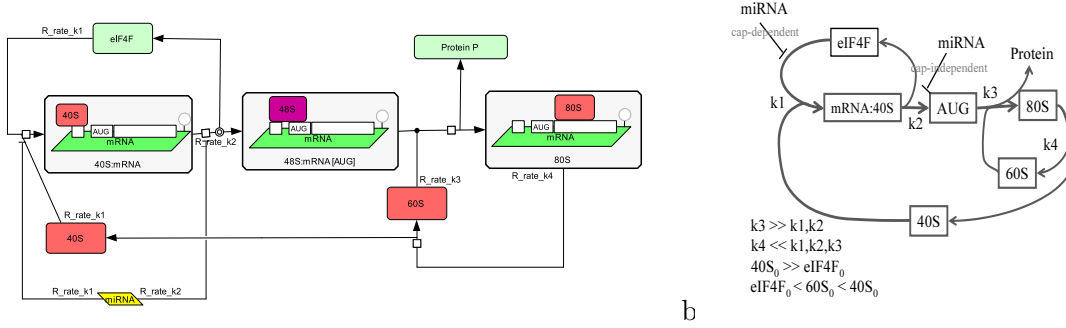 R_rate_k1
eIF4F
Protein P
40S
AUG
mRNA
40S:mRNA
R_rate_k2
48S
AUG
mRNA
48S:mRNA[AUG]
80S
AUG
mRNA
80S
R_rate_k3
R_rate_k4
60S
R_rate_k1
40S
R_rate_k1
miRNA
R_rate_k2
b
miRNA
cap-dependent
eIF4F
miRNA
cap-independent
Protein
k1
mRNA:40S
k2
AUG
k3
80S
k4
60S
40S
k3 >> k1,k2
k4 << k1,k2,k3
40S₀ >> eIF4F₀
eIF4F₀ < 60S₀ < 40S₀